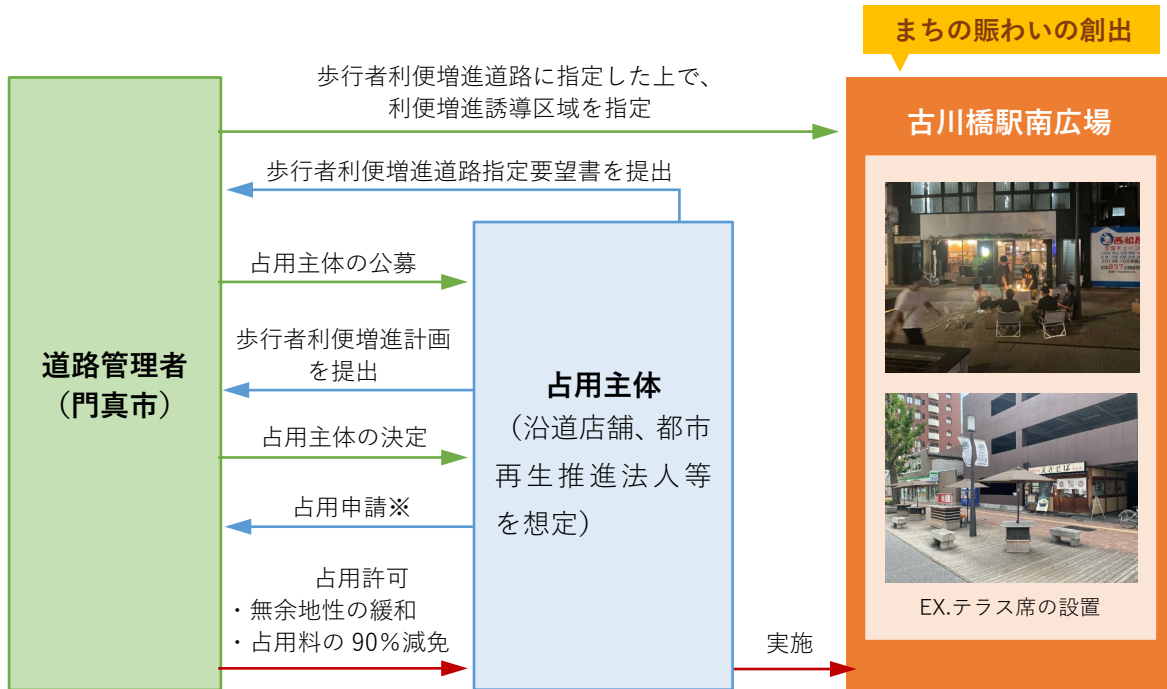 まちの賑わいの創出
歩行者利便増進道路に指定した上で、
利便増進誘導区域を指定
古川橋駅南広場
歩行者利便増進道路指定要望書を提出
占用主体の公募
歩行者利便増進計画
を提出
道路管理者
（門真市）
占用主体
（沿道店舗、都市
再生推進法人等
を想定）
占用主体の決定
占用申請※
占用許可
・無余地性の緩和
・占用料の 90％減免
実施
西松屋
857
EX.テラス席の設置